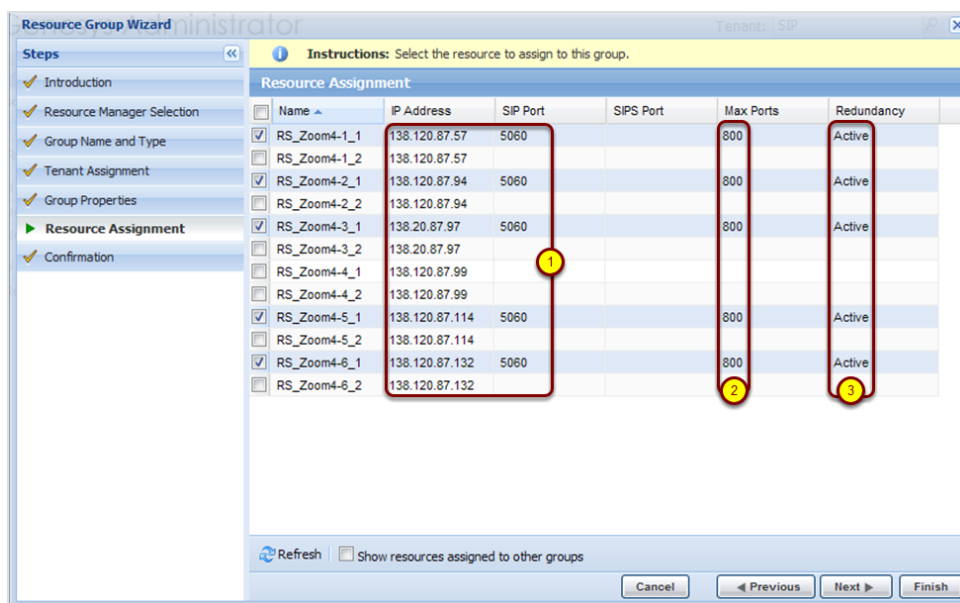 Genesys Administrator Tenant: SIP
Resource Group Wizard
Steps
Introduction
Resource Manager Selection
Group Name and Type
Tenant Assignment
Group Properties
Resource Assignment
Confirmation
Instructions: Select the resource to assign to this group.
Resource Assignment
Name IP Address SIP Port SIPS Port Max Ports Redundancy
RS_Zoom4-1_1 138.120.87.57 5060 800 Active
RS_Zoom4-1_2 138.120.87.57
RS_Zoom4-2_1 138.120.87.94 5060 800 Active
RS_Zoom4-2_2 138.120.87.94
RS_Zoom4-3_1 138.20.87.97 5060 800 Active
RS_Zoom4-3_2 138.20.87.97
RS_Zoom4-4_1 138.120.87.99
RS_Zoom4-4_2 138.120.87.99
RS_Zoom4-5_1 138.120.87.114 5060 800 Active
RS_Zoom4-5_2 138.120.87.114
RS_Zoom4-6_1 138.120.87.132 5060 800 Active
RS_Zoom4-6_2 138.120.87.132
1
2
3
Refresh Show resources assigned to other groups
Cancel Previous Next Finish